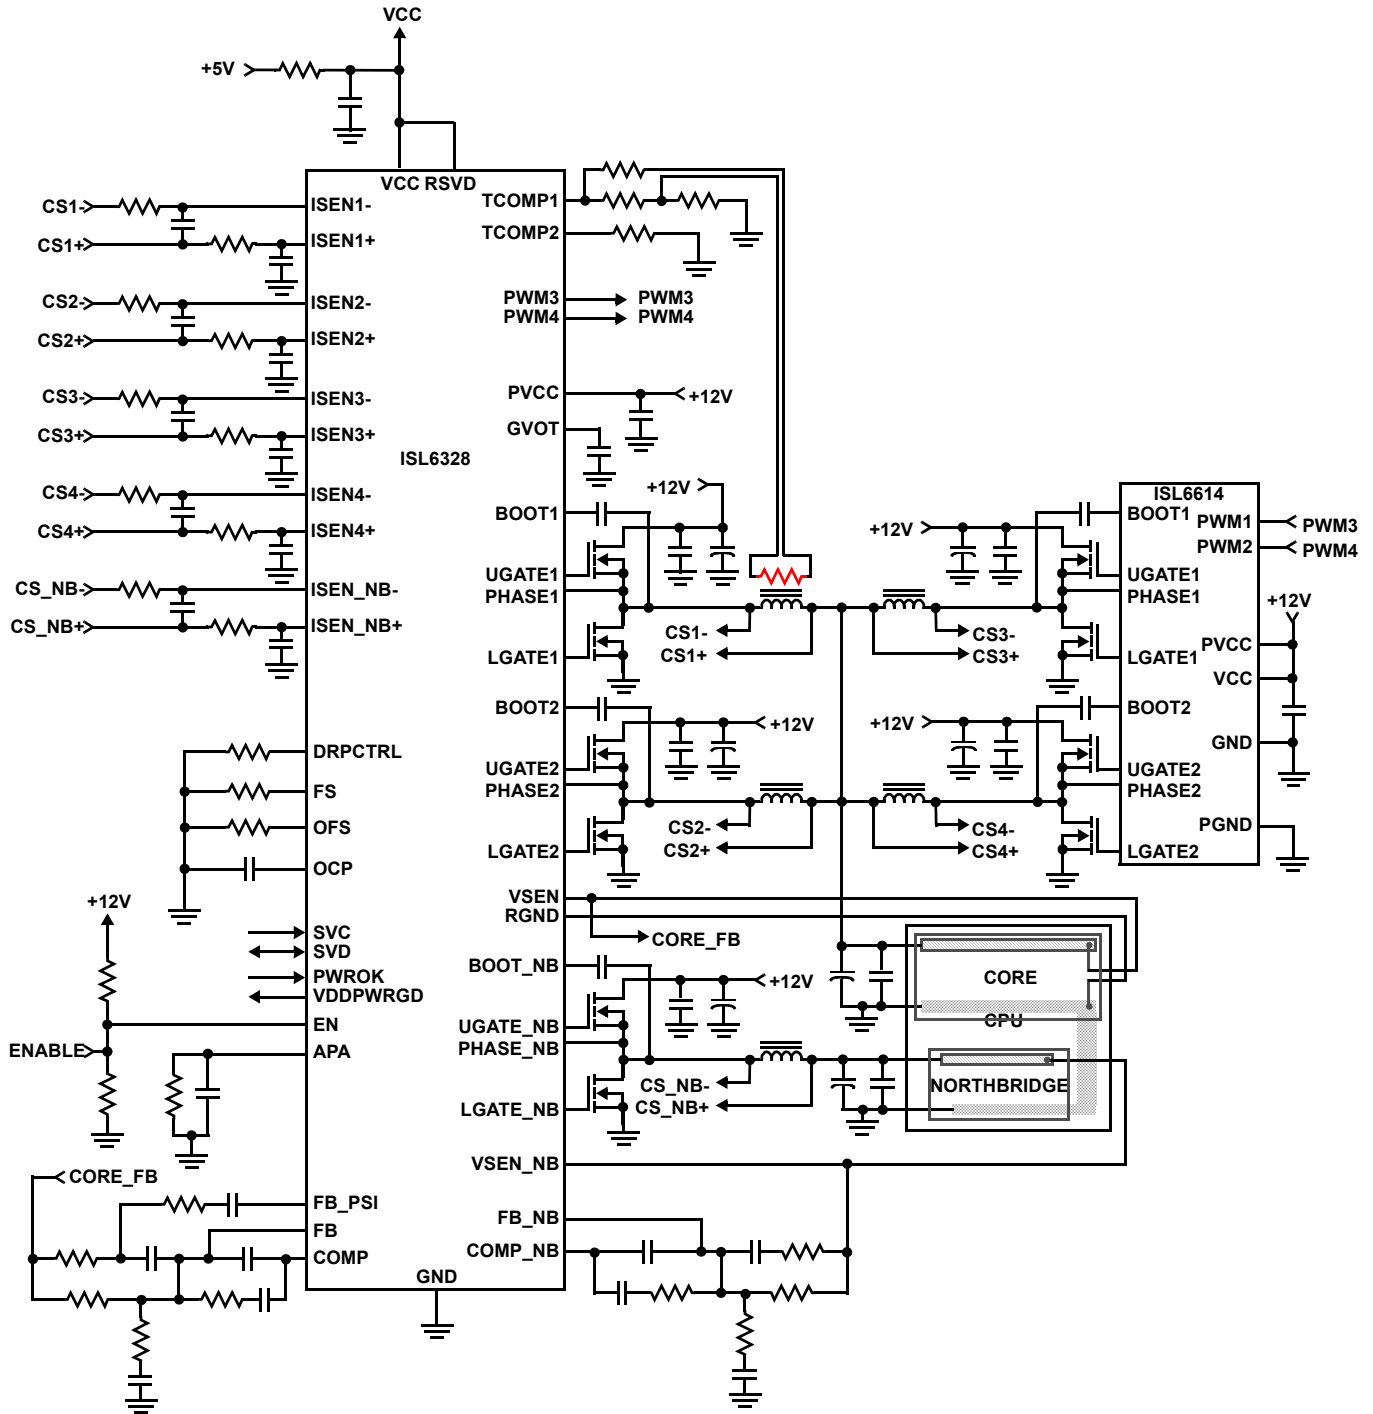 VCC
+5V
VCC RSVD
CS1-
CS1+
CS2-
CS2+
CS3-
CS3+
CS4-
CS4+
CS_NB-
CS_NB+
ISEN1-
ISEN1+
ISEN2-
ISEN2+
ISEN3-
ISEN3+
ISEN4-
ISEN4+
ISEN_NB-
ISEN_NB+
DRPCTRL
FS
OFS
OCP
+12V
SVC
SVD
PWROK
VDDPWRGD
EN
ENABLE
APA
CORE_FB
FB_PSI
FB
COMP
GND
ISL6328
TCOMP1
TCOMP2
PWM3 PWM3
PWM4 PWM4
PVCC
+12V
GVOT
+12V
BOOT1
UGATE1
PHASE1
LGATE1
CS1-
CS1+
BOOT2
+12V
UGATE2
PHASE2
LGATE2
CS2-
CS2+
VSEN
RGND
CORE_FB
BOOT_NB
+12V
UGATE_NB
PHASE_NB
LGATE_NB
CS_NB-
CS_NB+
VSEN_NB
FB_NB
COMP_NB
+12V
CS3-
CS3+
+12V
CS4-
CS4+
ISL6614
BOOT1
PWM1
PWM3
PWM2
PWM4
UGATE1
PHASE1
+12V
PVCC
LGATE1
VCC
BOOT2
GND
UGATE2
PHASE2
PGND
LGATE2
CORE
CPU
NORTHBRIDGE